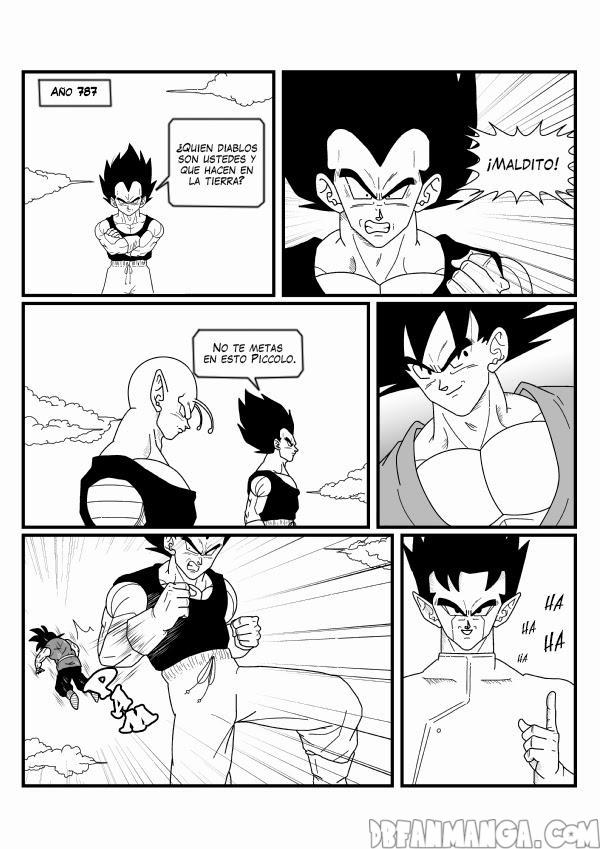 Año 787
¿Quien diablos
son ustedes y
que hacen en
la tierra?
¡Maldito!
No te metas
en esto Piccolo.
PAM
HA
HA
HA
HA
DBFANMANGA.COM